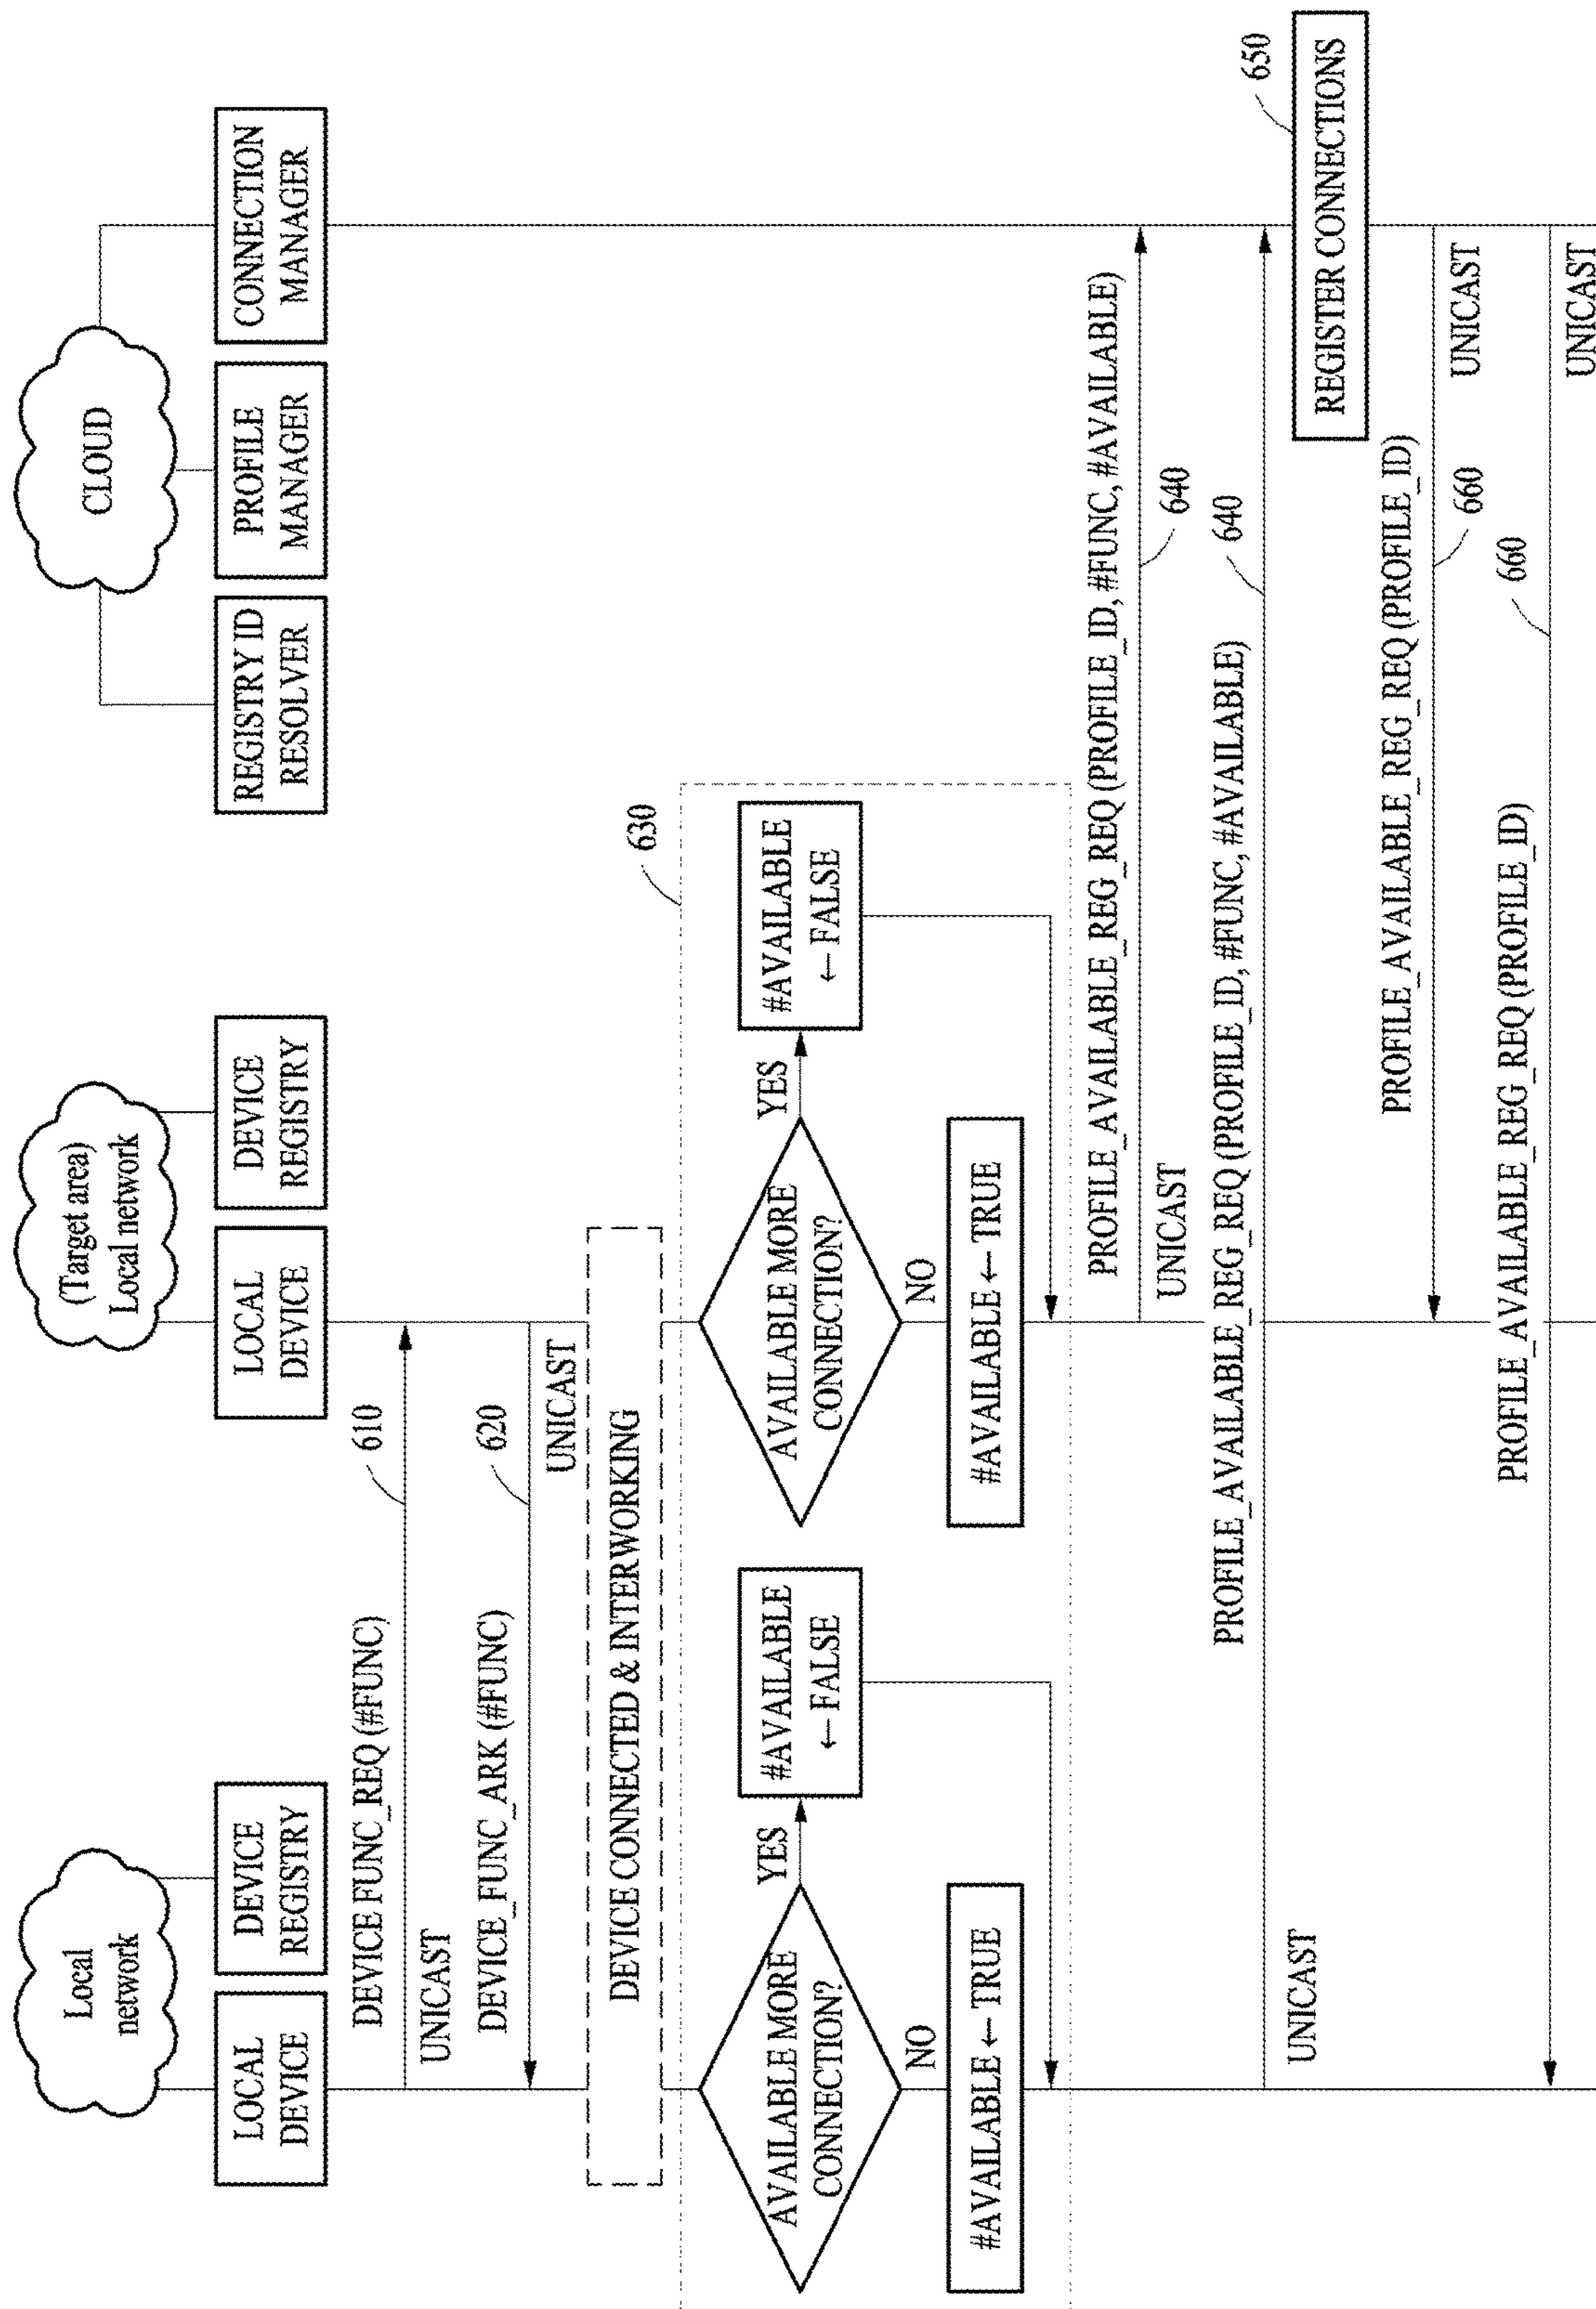 Local
network
(Target area)
Local network
CLOUD
LOCAL
DEVICE
DEVICE
REGISTRY
LOCAL
DEVICE
DEVICE
REGISTRY
REGISTRY ID
RESOLVER
PROFILE
MANAGER
CONNECTION
MANAGER
DEVICE FUNC_REQ (#FUNC)
610
UNICAST
DEVICE_FUNC_ARK (#FUNC)
620
UNICAST
DEVICE CONNECTED & INTERWORKING
630
AVAILABLE MORE
CONNECTION?
YES
#AVAILABLE
← FALSE
NO
#AVAILABLE ← TRUE
AVAILABLE MORE
CONNECTION?
YES
#AVAILABLE
← FALSE
NO
#AVAILABLE ← TRUE
PROFILE_AVAILABLE_REG_REQ (PROFILE_ID, #FUNC, #AVAILABLE)
UNICAST
640
PROFILE_AVAILABLE_REG_REQ (PROFILE_ID, #FUNC, #AVAILABLE)
640
UNICAST
REGISTER CONNECTIONS
650
PROFILE_AVAILABLE_REG_REQ (PROFILE_ID)
660
UNICAST
PROFILE_AVAILABLE_REG_REQ (PROFILE_ID)
660
UNICAST